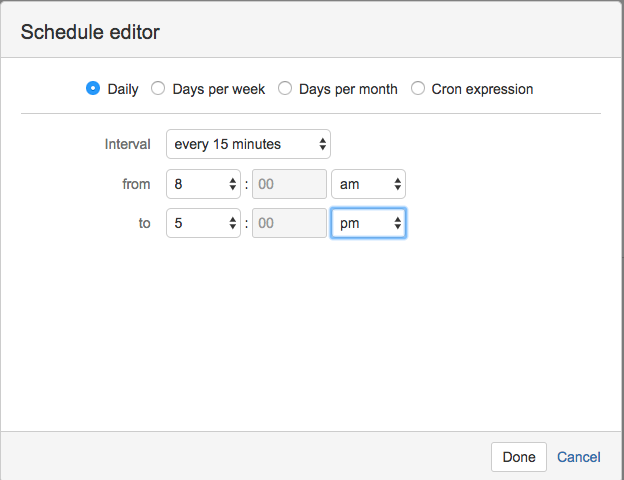 Schedule editor
Daily Days per week Days per month Cron expression
Interval every 15 minutes
from 8 : 00 am
to 5 : 00 pm
Done Cancel